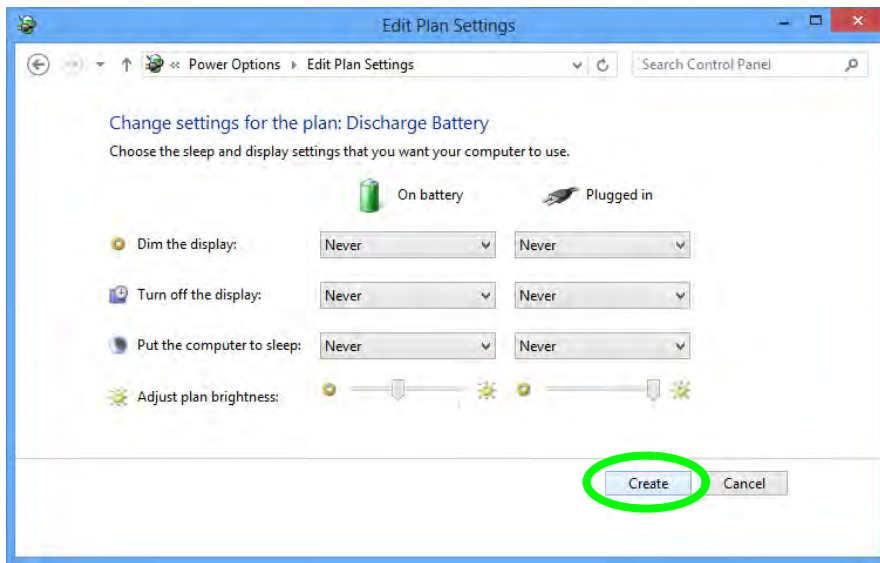 Edit Plan Settings
« Power Options Edit Plan Settings Search Control Panel
Change settings for the plan: Discharge Battery
Choose the sleep and display settings that you want your computer to use.
On battery Plugged in
Dim the display: Never Never
Turn off the display: Never Never
Put the computer to sleep: Never Never
Adjust plan brightness:
Create Cancel